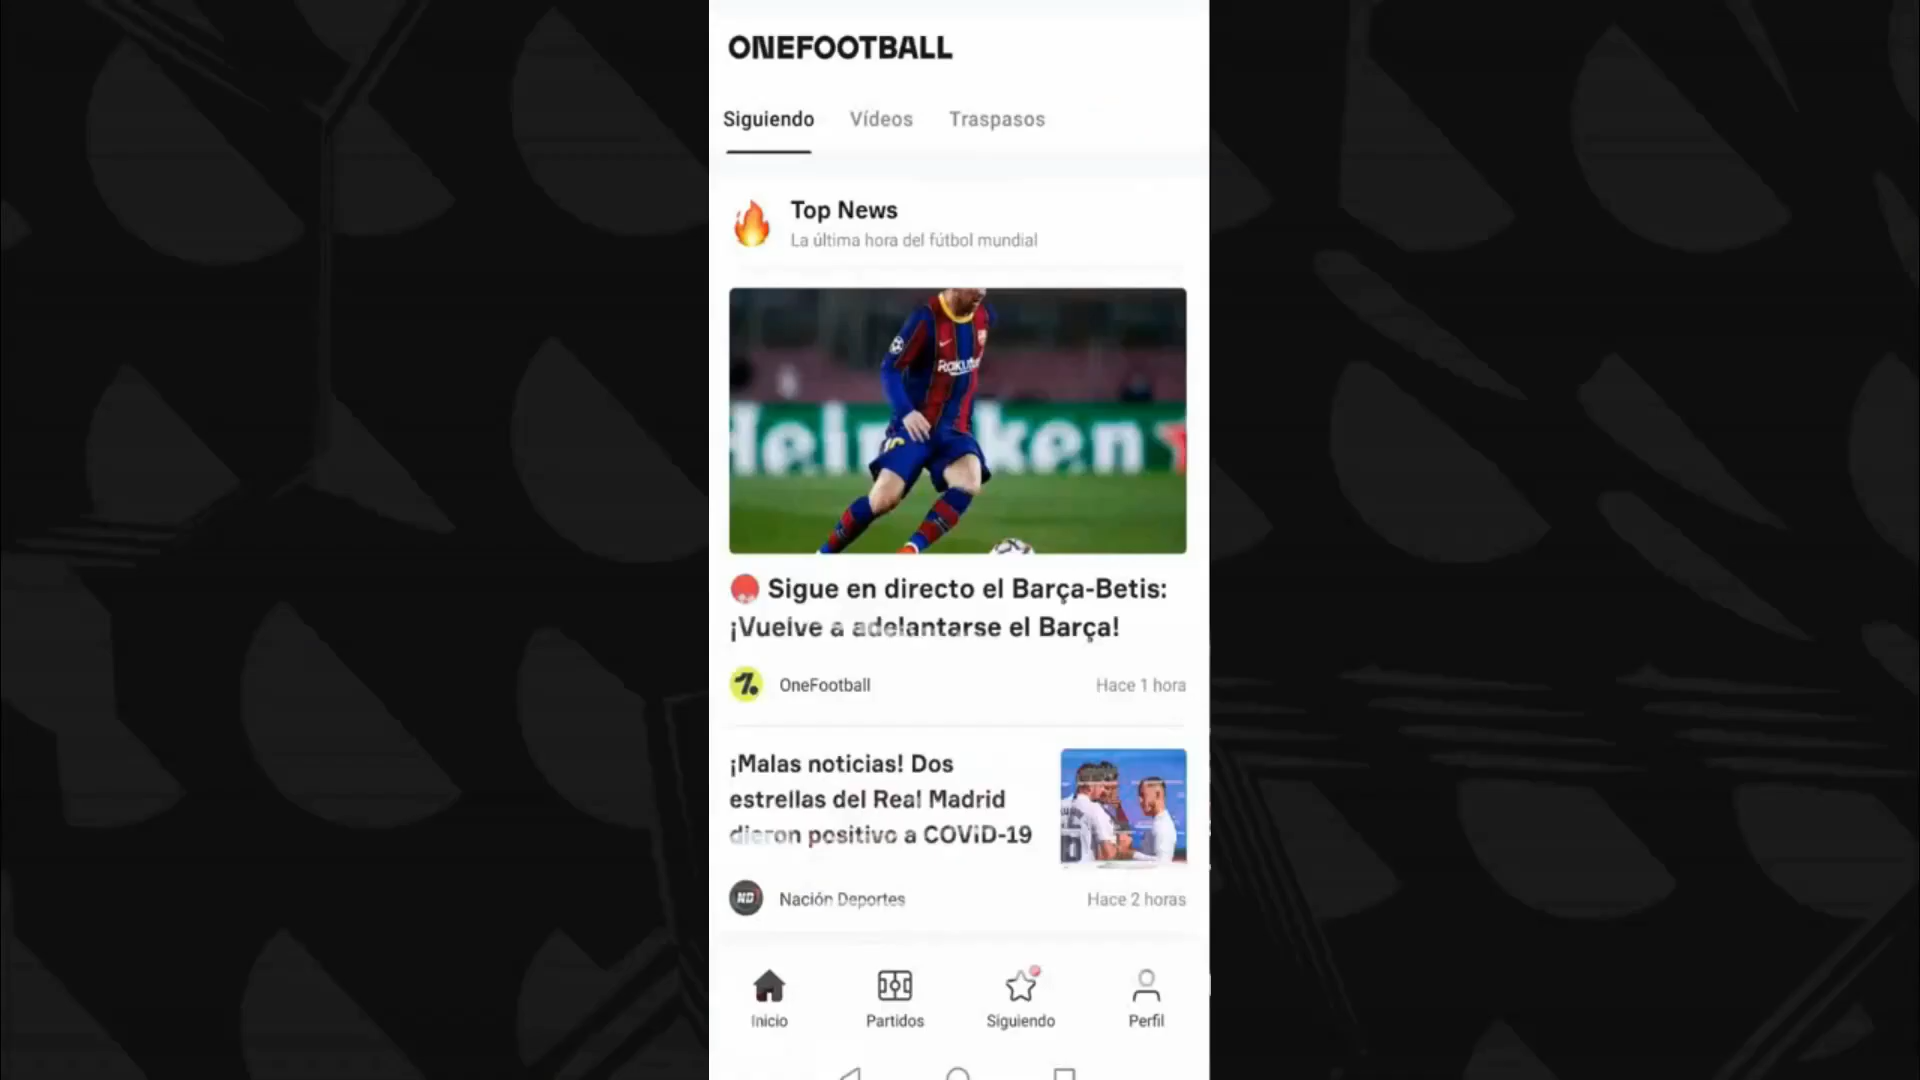 ONEFOOTBALL
Siguiendo Vídeos Traspasos
Top News
La última hora del fútbol mundial
Rakuten
Heineken
🔴 Sigue en directo el Barça-Betis:
¡Vuelve a adelantarse el Barça!
OneFootball Hace 1 hora
¡Malas noticias! Dos
estrellas del Real Madrid
dieron positivo a COVID-19
ND Nación Deportes Hace 2 horas
Inicio Partidos Siguiendo Perfil